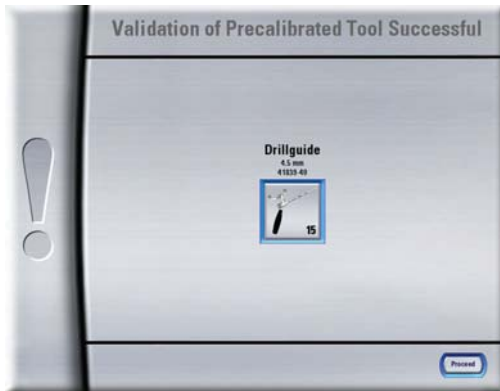 Validation of Precalibrated Tool Successful
Drillguide
4.5 mm
41839-49
15
Proceed